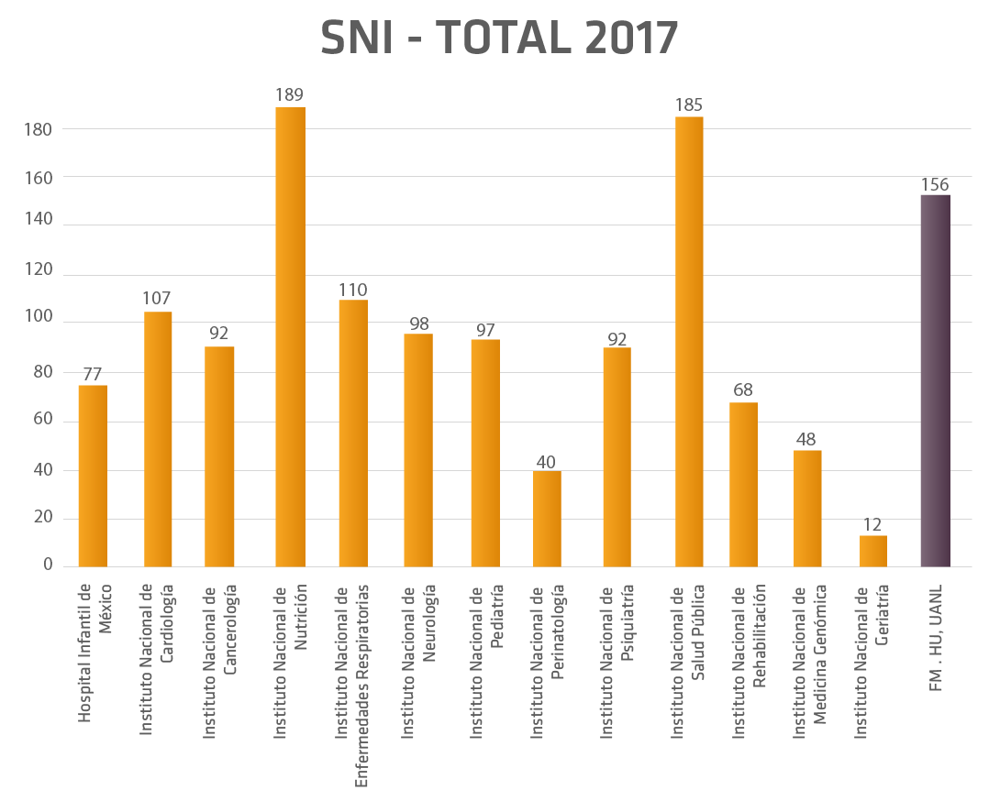 SNI - TOTAL 2017
180
160
140
120
100
80
60
40
20
0
77
107
92
189
110
98
97
40
92
185
68
48
12
156
Hospital Infantil de
México
Instituto Nacional de
Cardiología
Instituto Nacional de
Cancerología
Instituto Nacional de
Nutrición
Instituto Nacional de
Enfermedades Respiratorias
Instituto Nacional de
Neurología
Instituto Nacional de
Pediatría
Instituto Nacional de
Perinatología
Instituto Nacional de
Psiquiatría
Instituto Nacional de
Salud Pública
Instituto Nacional de
Rehabilitación
Instituto Nacional de
Medicina Genómica
Instituto Nacional de
Geriatría
FM . HU, UANL